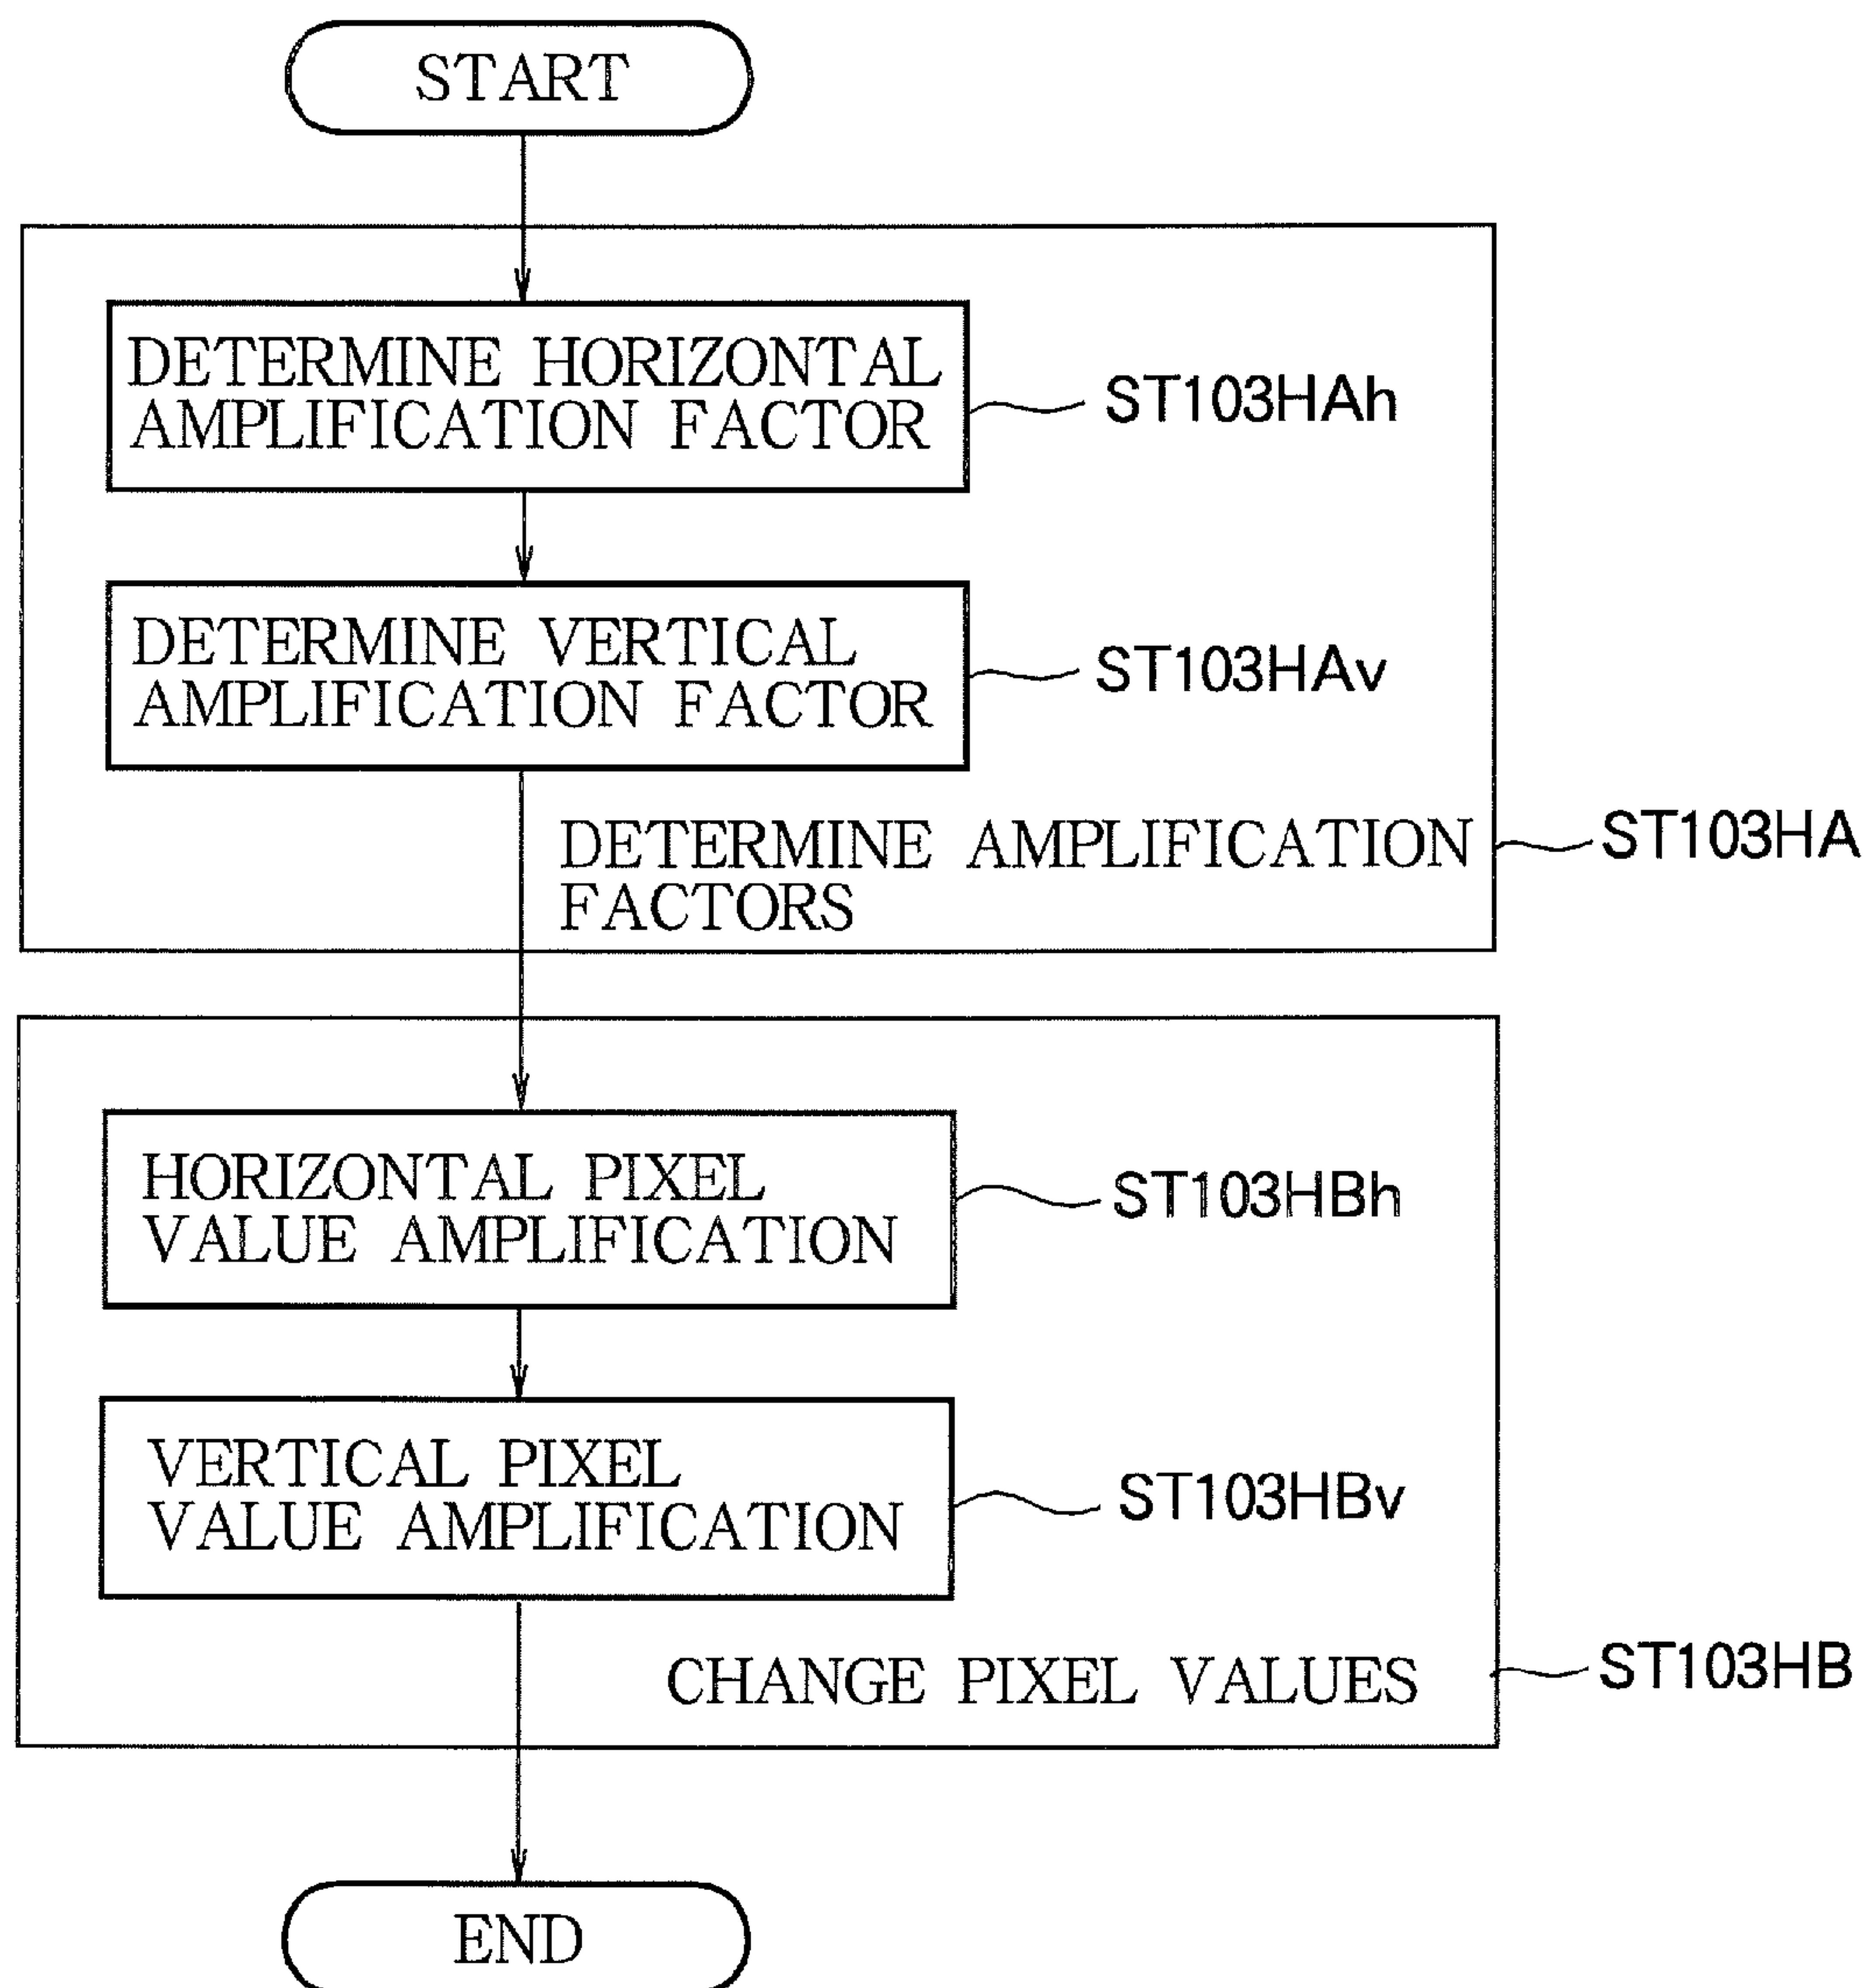 START
DETERMINE HORIZONTAL
AMPLIFICATION FACTOR
ST103HAh
DETERMINE VERTICAL
AMPLIFICATION FACTOR
ST103HAv
DETERMINE AMPLIFICATION
FACTORS
ST103HA
HORIZONTAL PIXEL
VALUE AMPLIFICATION
ST103HBh
VERTICAL PIXEL
VALUE AMPLIFICATION
ST103HBv
CHANGE PIXEL VALUES
ST103HB
END